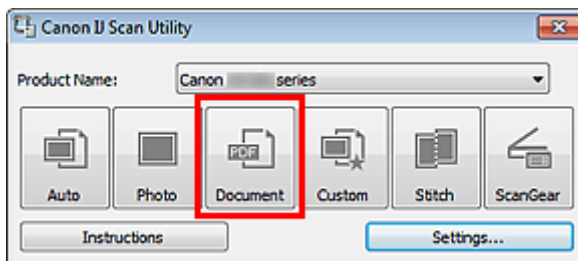 Canon IJ Scan Utility
Product Name: Canon series
PDF
Auto Photo Document Custom Stitch ScanGear
Instructions Settings...